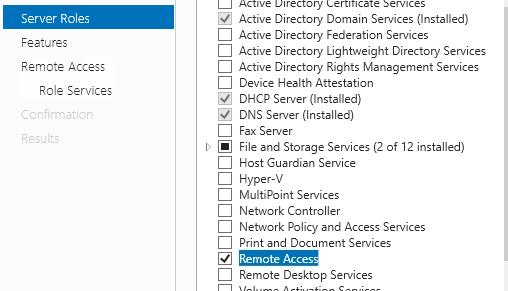 Server Roles
Features
Remote Access
Role Services
Confirmation
Results
Active Directory Certificate Services
Active Directory Domain Services (Installed)
Active Directory Federation Services
Active Directory Lightweight Directory Services
Active Directory Rights Management Services
Device Health Attestation
DHCP Server (Installed)
DNS Server (Installed)
Fax Server
File and Storage Services (2 of 12 installed)
Host Guardian Service
Hyper-V
MultiPoint Services
Network Controller
Network Policy and Access Services
Print and Document Services
Remote Access
Remote Desktop Services
Volume Activation Services